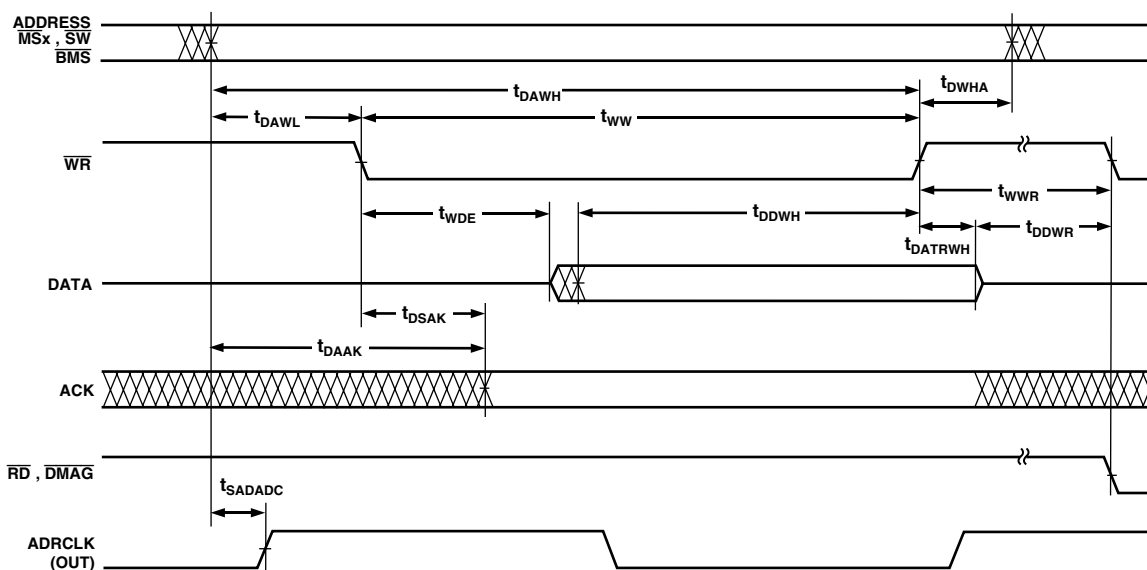 ADDRESS
MSx , SW
BMS
tDAWH
tDWHA
tDAWL
tWW
WR
tWWR
tWDE
tDDWH
tDATRWH
tDDWR
DATA
tDSAK
tDAAK
ACK
RD , DMAG
tSADADC
ADRCLK
(OUT)